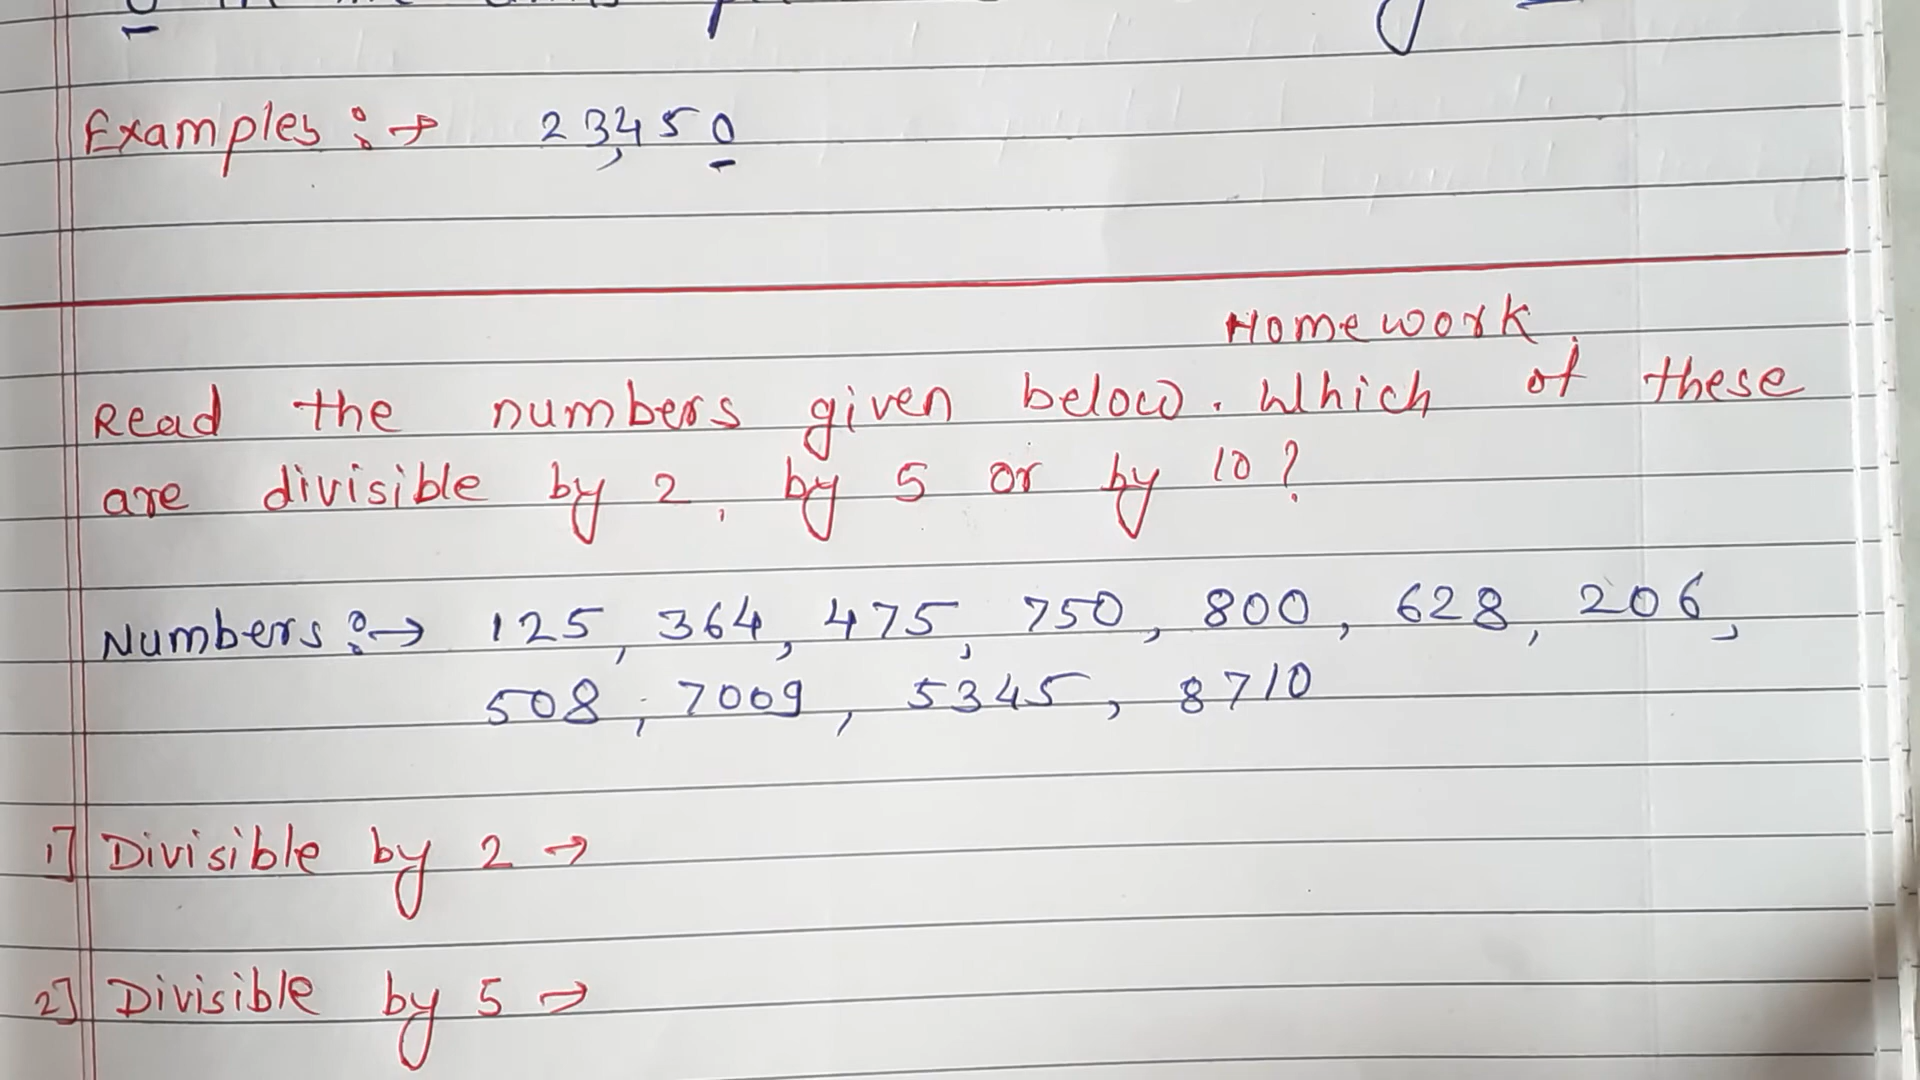 Examples :→ 23,450
Homework
Read the numbers given below. Which of these
are divisible by 2, by 5 or by 10?
Numbers :→ 125, 364, 475, 750, 800, 628, 206,
508, 7009, 5345, 8710
1] Divisible by 2 →
2] Divisible by 5 →